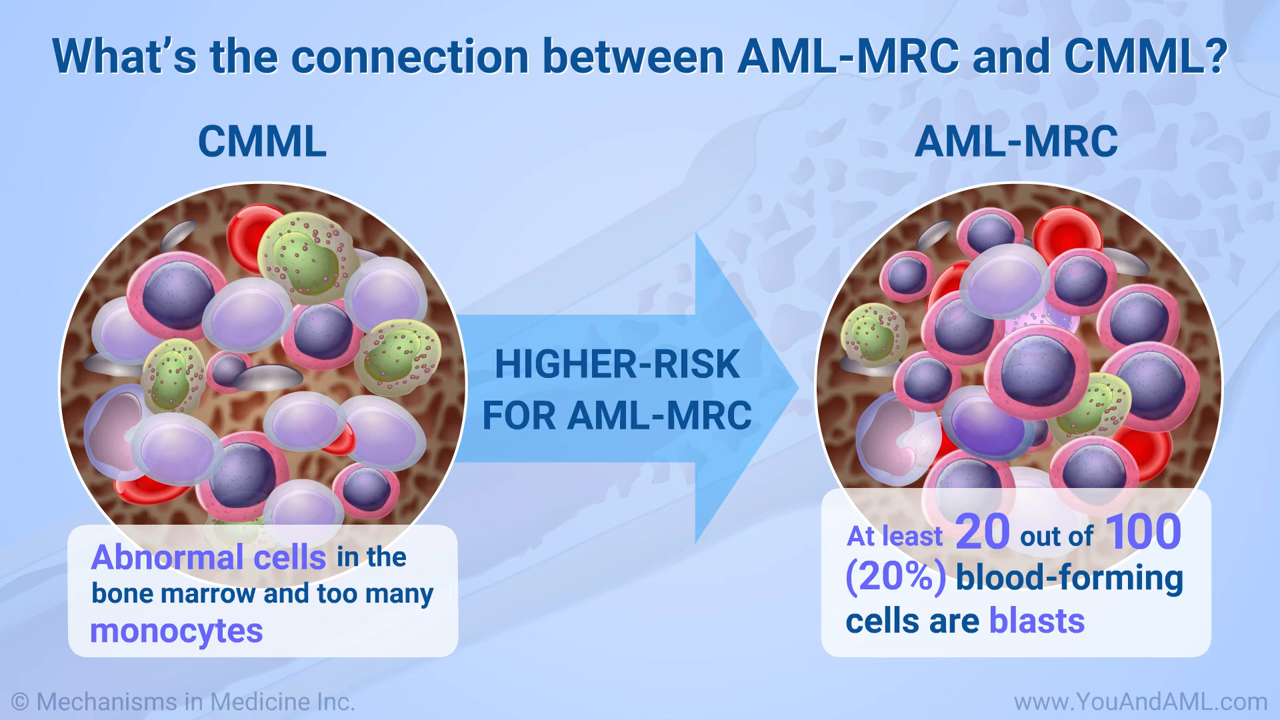 What’s the connection between AML-MRC and CMML?
CMML
AML-MRC
HIGHER-RISK
FOR AML-MRC
Abnormal cells in the
bone marrow and too many
monocytes
At least 20 out of 100
(20%) blood-forming
cells are blasts
© Mechanisms in Medicine Inc.
www.YouAndAML.com